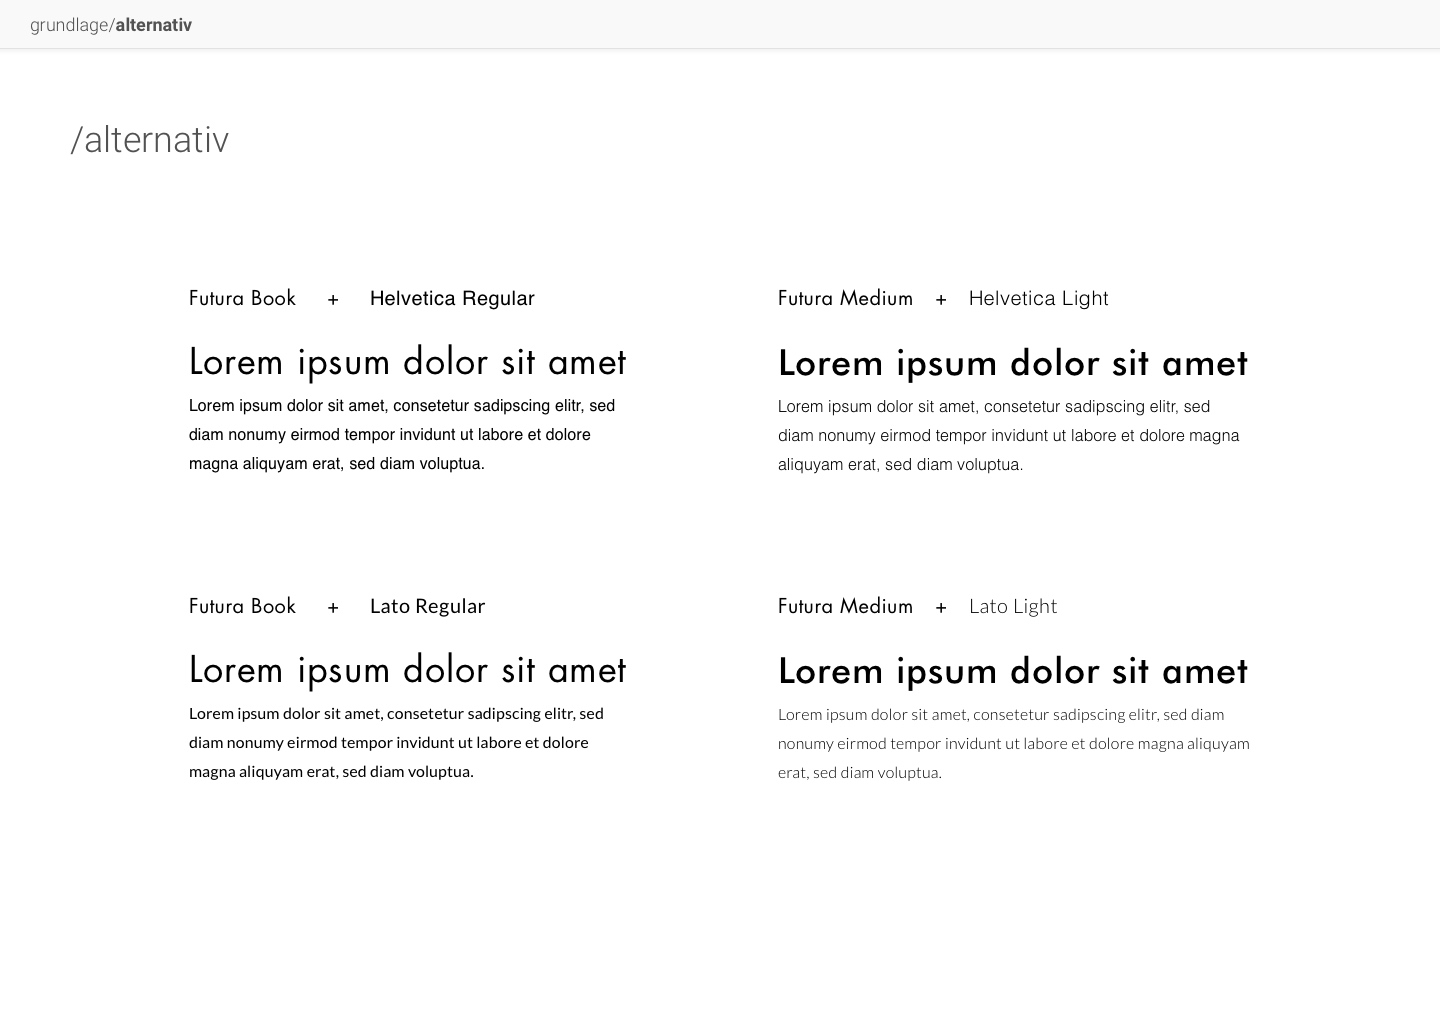 grundlage/alternativ
/alternativ
Futura Book + Helvetica Regular
Lorem ipsum dolor sit amet
Lorem ipsum dolor sit amet, consetetur sadipscing elitr, sed
diam nonumy eirmod tempor invidunt ut labore et dolore
magna aliquyam erat, sed diam voluptua.
Futura Medium + Helvetica Light
Lorem ipsum dolor sit amet
Lorem ipsum dolor sit amet, consetetur sadipscing elitr, sed
diam nonumy eirmod tempor invidunt ut labore et dolore magna
aliquyam erat, sed diam voluptua.
Futura Book + Lato Regular
Lorem ipsum dolor sit amet
Lorem ipsum dolor sit amet, consetetur sadipscing elitr, sed
diam nonumy eirmod tempor invidunt ut labore et dolore
magna aliquyam erat, sed diam voluptua.
Futura Medium + Lato Light
Lorem ipsum dolor sit amet
Lorem ipsum dolor sit amet, consetetur sadipscing elitr, sed diam
nonumy eirmod tempor invidunt ut labore et dolore magna aliquyam
erat, sed diam voluptua.